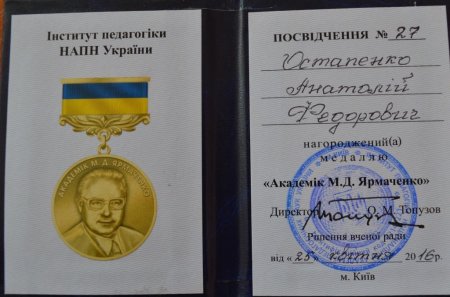 Інститут педагогіки
НАПН України
АКАДЕМІК М.Д. ЯРМАЧЕНКО
ПОСВІДЧЕННЯ № 27
Остапенко
Анатолій
Федорович
нагороджений(а)
медаллю
«Академік М.Д. Ярмаченко»
Директор О.М. Топузов
Рішення вченої ради
від «25» 2016р.
м. Київ